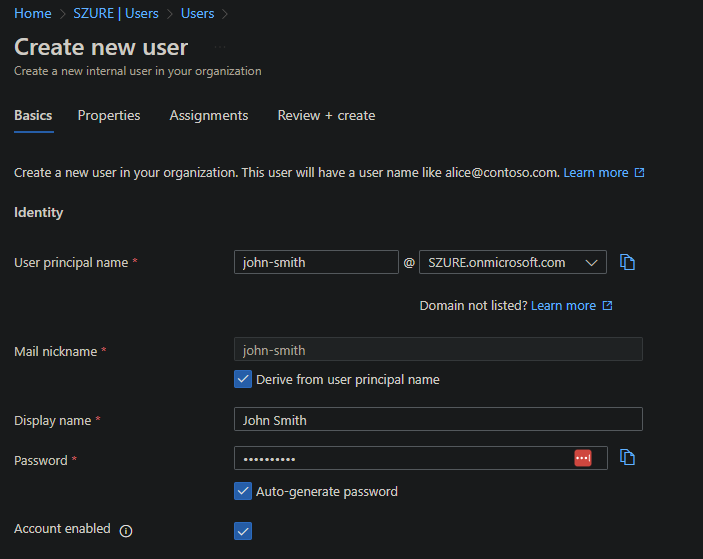 Home > SZURE | Users > Users >
Create new user ...
Create a new internal user in your organization
Basics Properties Assignments Review + create
Create a new user in your organization. This user will have a user name like alice@contoso.com. Learn more
Identity
User principal name * john-smith @ SZURE.onmicrosoft.com
Domain not listed? Learn more
Mail nickname * john-smith
Derive from user principal name
Display name * John Smith
Password * ••••••••••
Auto-generate password
Account enabled